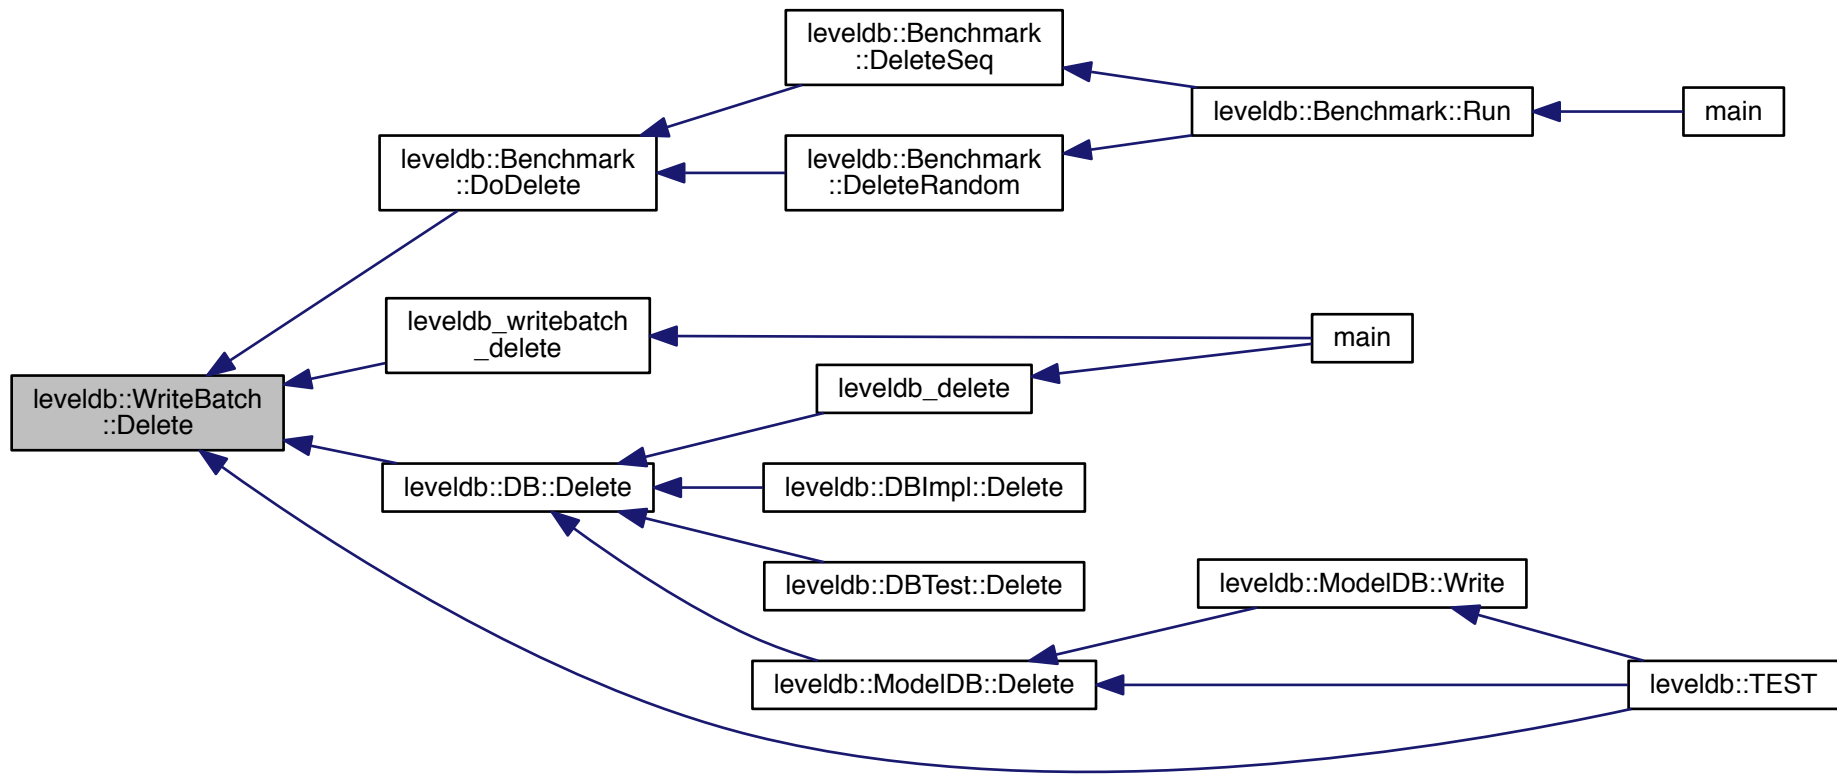 leveldb::Benchmark
::DeleteSeq
leveldb::Benchmark::Run
main
leveldb::Benchmark
::DoDelete
leveldb::Benchmark
::DeleteRandom
leveldb_writebatch
_delete
main
leveldb::WriteBatch
::Delete
leveldb_delete
leveldb::DB::Delete
leveldb::DBImpl::Delete
leveldb::DBTest::Delete
leveldb::ModelDB::Write
leveldb::ModelDB::Delete
leveldb::TEST